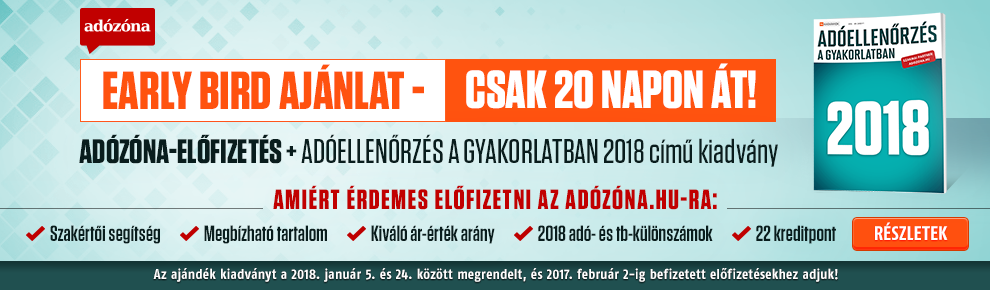 adózóna
EARLY BIRD AJÁNLAT - CSAK 20 NAPON ÁT!
ADÓZÓNA-ELŐFIZETÉS + ADÓELLENŐRZÉS A GYAKORLATBAN 2018 című kiadvány
ADÓELLENŐRZÉS
A GYAKORLATBAN
2018
AMIÉRT ÉRDEMES ELŐFIZETNI AZ ADÓZÓNA.HU-RA:
Szakértői segítség Megbízható tartalom Kiváló ár-érték arány 2018 adó- és tb-különszámok 22 kreditpont RÉSZLETEK
Az ajándék kiadványt a 2018. január 5. és 24. között megrendelt, és 2017. február 2-ig befizetett előfizetésekhez adjuk!